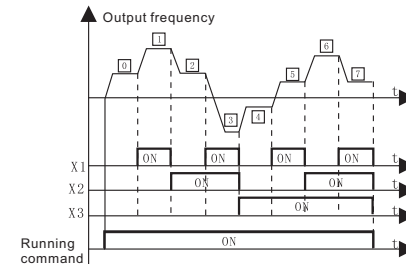 Output frequency
1
6
0
2
5
7
t
3
4
X1
ON
ON
ON
ON
t
X2
ON
ON
t
X3
ON
t
Running
command
ON
t